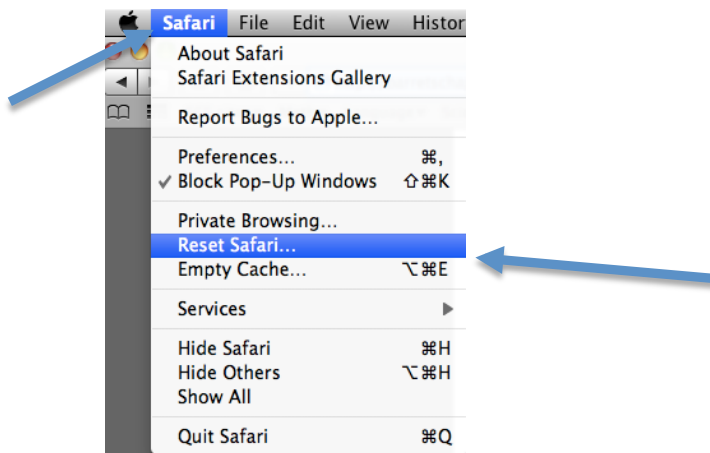 Safari File Edit View Histor
About Safari
Safari Extensions Gallery
Report Bugs to Apple...
Preferences... ⌘,
✓ Block Pop-Up Windows ⇧⌘K
Private Browsing...
Reset Safari...
Empty Cache... ⌥⌘E
Services ▶
Hide Safari ⌘H
Hide Others ⌥⌘H
Show All
Quit Safari ⌘Q